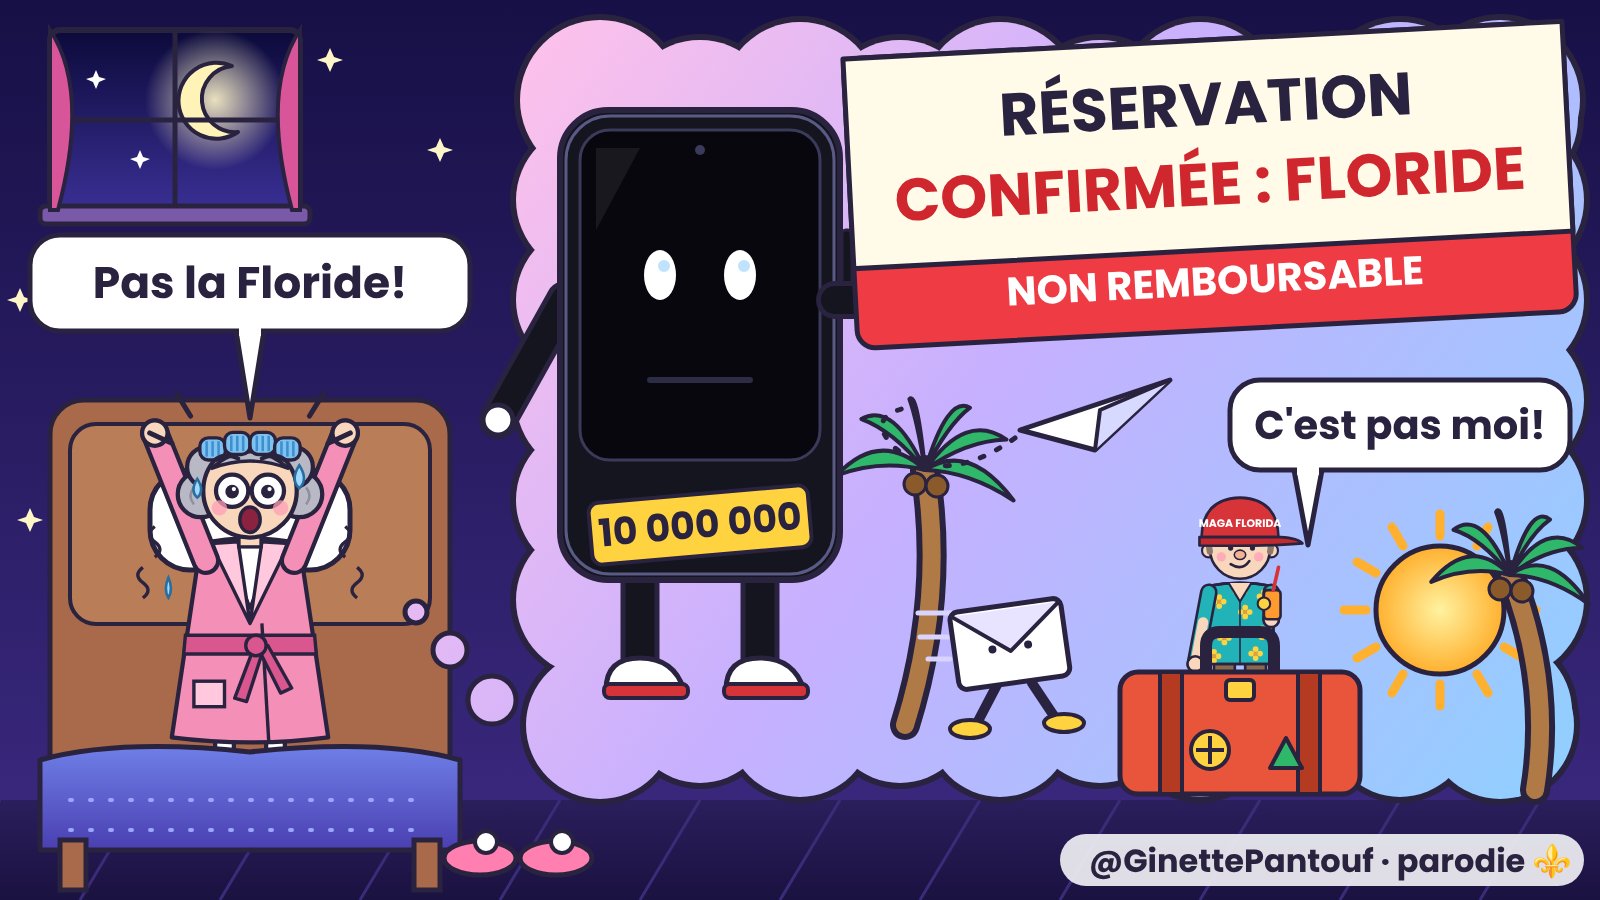 RÉSERVATION
CONFIRMÉE : FLORIDE
NON REMBOURSABLE
Pas la Floride!
10 000 000
C'est pas moi!
MAGA FLORIDA
@GinettePantouf · parodie ⚜️